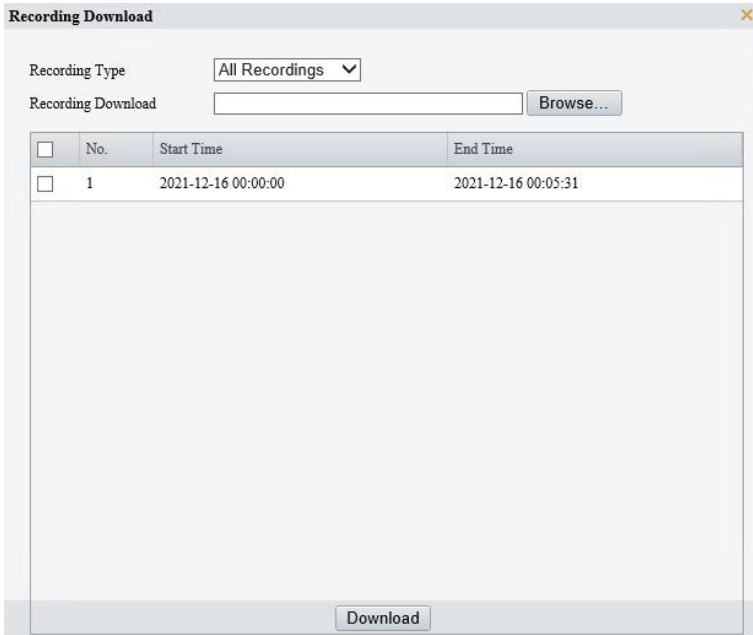 Recording Download
Recording Type All Recordings
Recording Download Browse...
No. Start Time End Time
1 2021-12-16 00:00:00 2021-12-16 00:05:31
Download